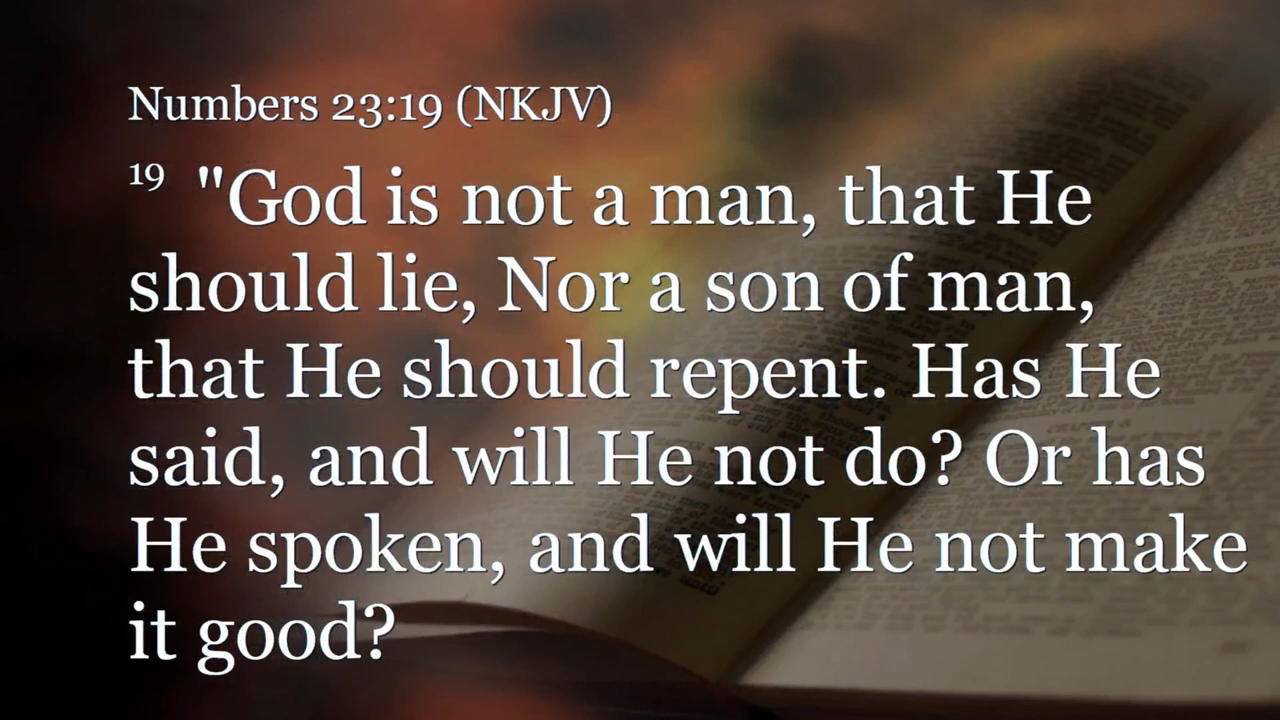 Numbers 23:19 (NKJV)
19 "God is not a man, that He
should lie, Nor a son of man,
that He should repent. Has He
said, and will He not do? Or has
He spoken, and will He not make
it good?